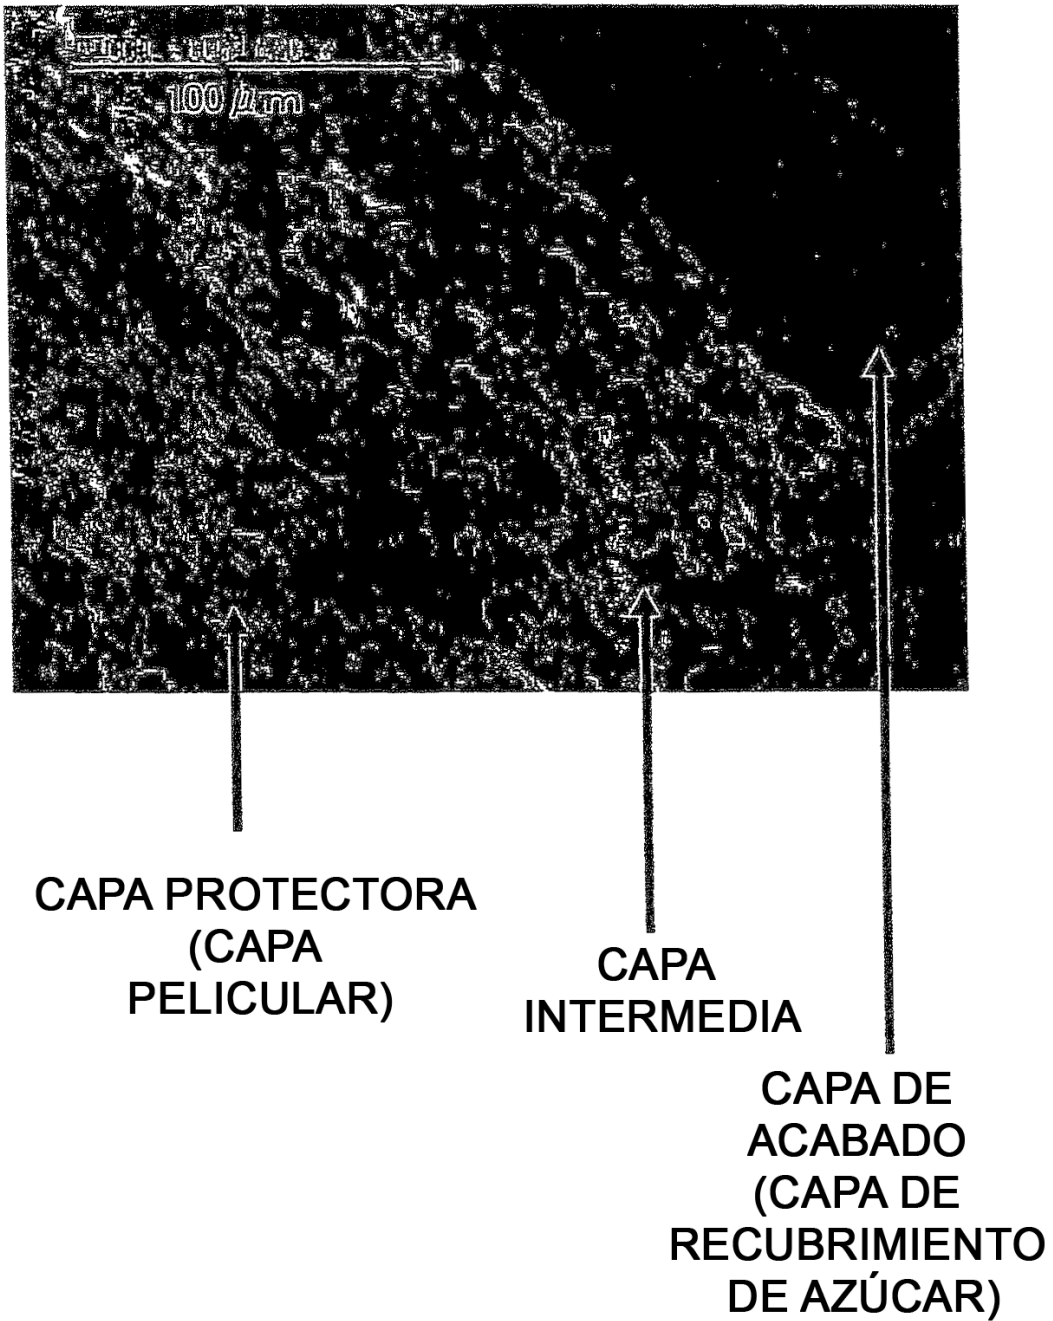 100 μm
CAPA PROTECTORA
(CAPA
PELICULAR)
CAPA
INTERMEDIA
CAPA DE
ACABADO
(CAPA DE
RECUBRIMIENTO
DE AZÚCAR)